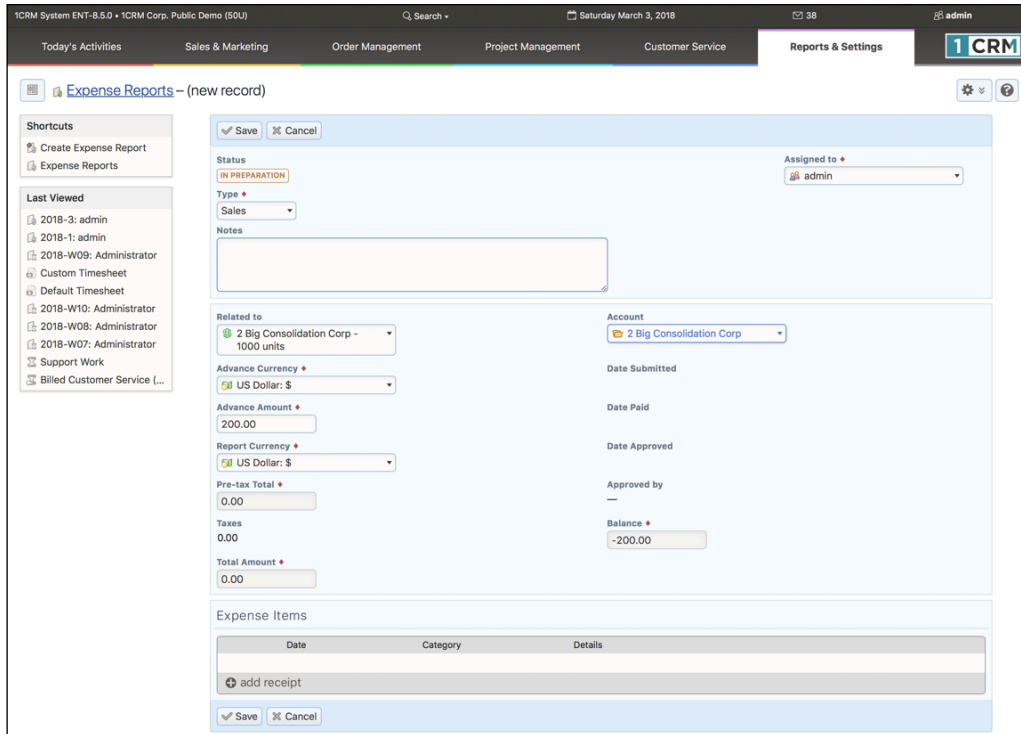 1CRM System ENT-8.5.0 • 1CRM Corp. Public Demo (50U) Search Saturday March 3, 2018 38 admin
Today's Activities Sales & Marketing Order Management Project Management Customer Service Reports & Settings 1 CRM
Expense Reports – (new record)
Shortcuts
Create Expense Report
Expense Reports
Last Viewed
2018-3: admin
2018-1: admin
2018-W09: Administrator
Custom Timesheet
Default Timesheet
2018-W10: Administrator
2018-W08: Administrator
2018-W07: Administrator
Support Work
Billed Customer Service (...
Save Cancel
Status Assigned to
IN PREPARATION admin
Type
Sales
Notes
Related to Account
2 Big Consolidation Corp - 2 Big Consolidation Corp
1000 units
Advance Currency Date Submitted
US Dollar: $
Advance Amount Date Paid
200.00
Report Currency Date Approved
US Dollar: $
Pre-tax Total Approved by
0.00 —
Taxes Balance
0.00 -200.00
Total Amount
0.00
Expense Items
Date Category Details
add receipt
Save Cancel